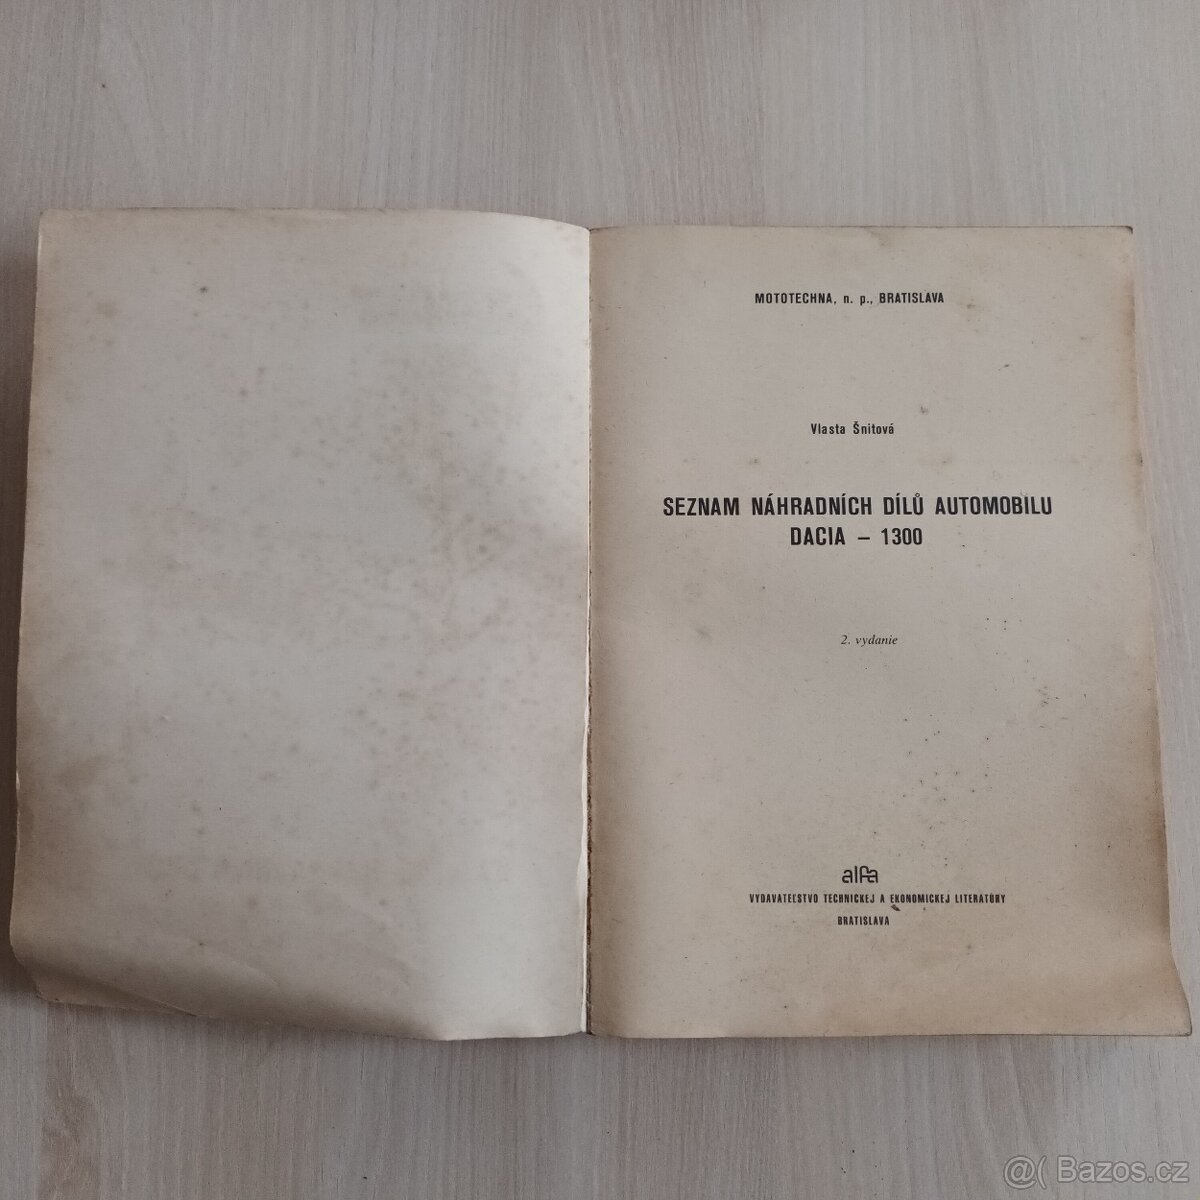 MOTOTECHNA, n. p., BRATISLAVA
Vlasta Šnitová
SEZNAM NÁHRADNÍCH DÍLŮ AUTOMOBILU
DACIA – 1300
2. vydanie
alfa
VYDAVATEĽSTVO TECHNICKEJ A EKONOMICKEJ LITERATÚRY
BRATISLAVA
@( Bazos.cz